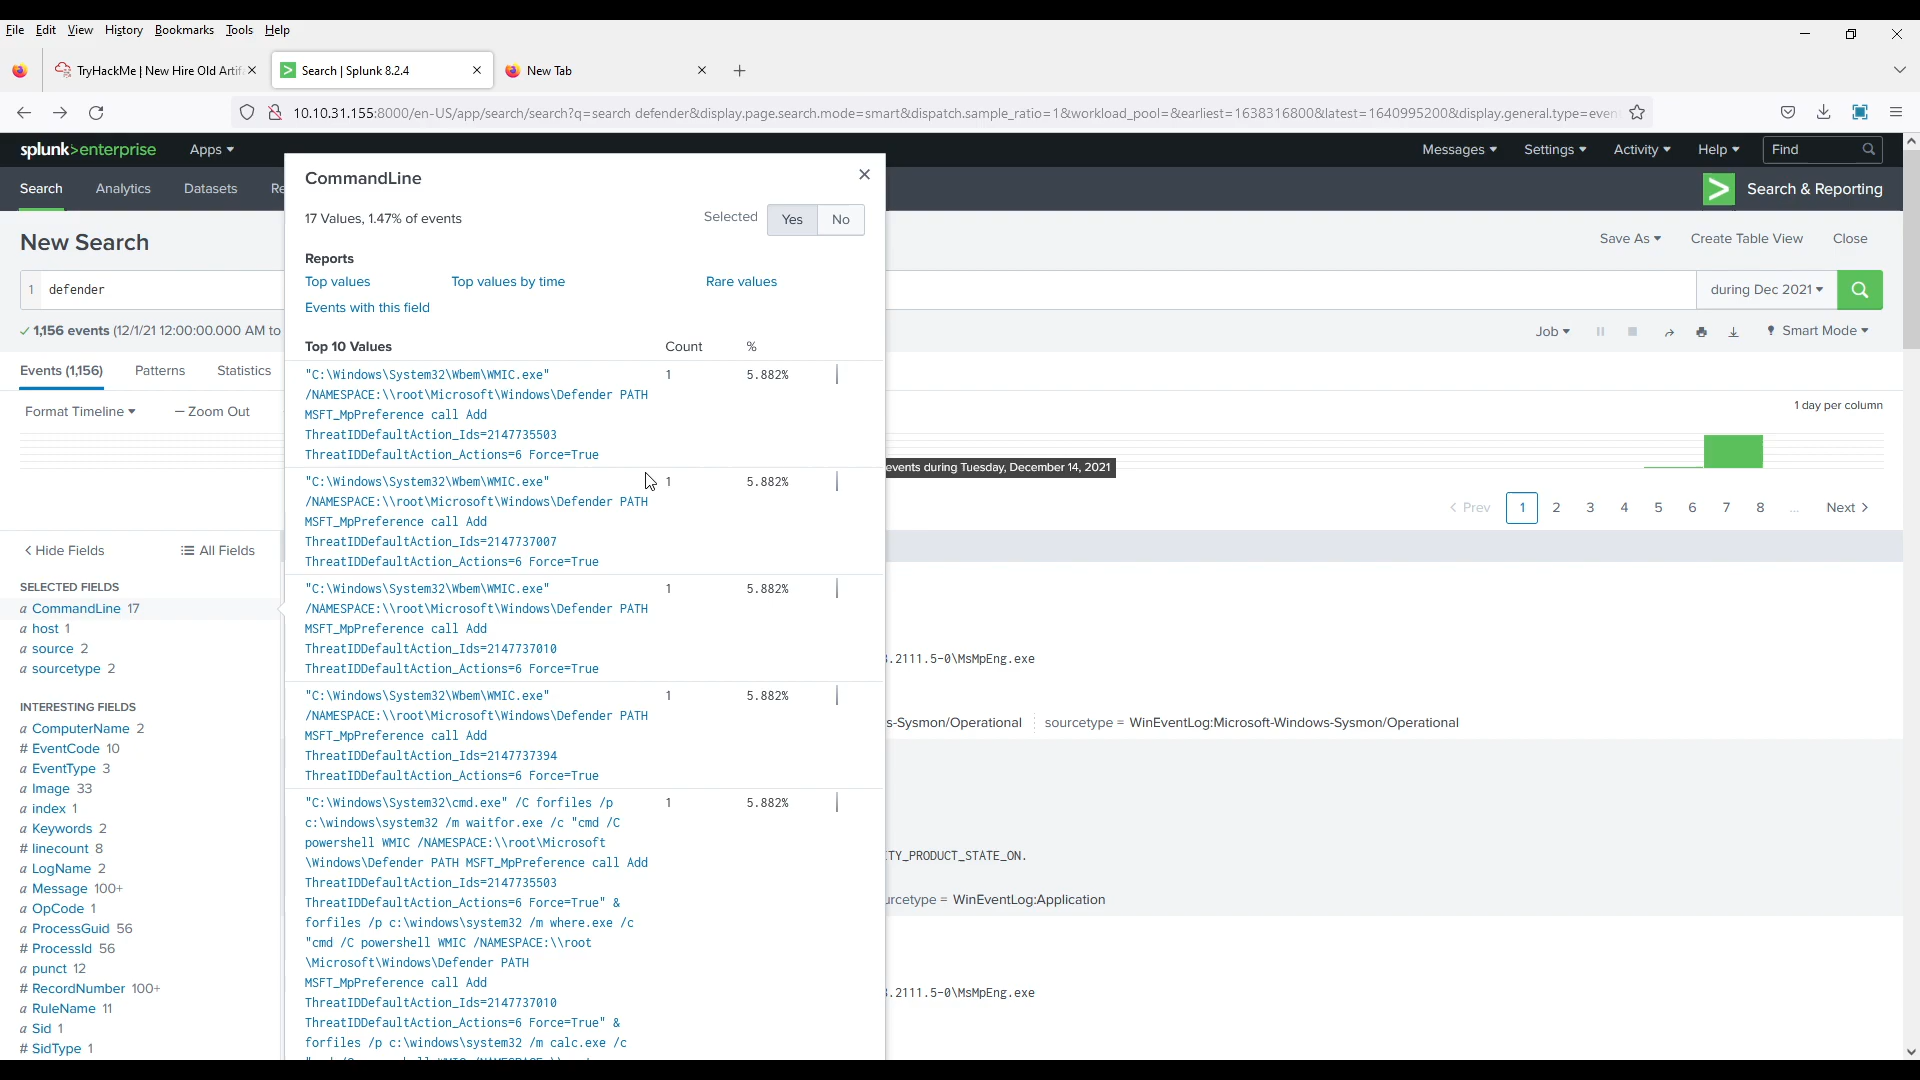 File Edit View History Bookmarks Tools Help
TryHackMe | New Hire Old Artif
Search | Splunk 8.2.4
New Tab
10.10.31.155:8000/en-US/app/search/search?q=search defender&display.page.search.mode=smart&dispatch.sample_ratio=1&workload_pool=&earliest=1638316800&latest=1640995200&display.general.type=even
splunk>enterprise Apps Messages Settings Activity Help Find
Search Analytics Datasets Re Search & Reporting
New Search Save As Create Table View Close
1 defender during Dec 2021
1,156 events (12/1/21 12:00:00.000 AM to Job Smart Mode
Events (1,156) Patterns Statistics
Format Timeline – Zoom Out 1 day per column
events during Tuesday, December 14, 2021
< Prev 1 2 3 4 5 6 7 8 ... Next >
CommandLine
17 Values, 1.47% of events Selected Yes No
Reports
Top values Top values by time Rare values
Events with this field
Top 10 Values Count %
"C:\Windows\System32\Wbem\WMIC.exe" 1 5.882%
/NAMESPACE:\\root\Microsoft\Windows\Defender PATH
MSFT_MpPreference call Add
ThreatIDDefaultAction_Ids=2147735503
ThreatIDDefaultAction_Actions=6 Force=True
"C:\Windows\System32\Wbem\WMIC.exe" 1 5.882%
/NAMESPACE:\\root\Microsoft\Windows\Defender PATH
MSFT_MpPreference call Add
ThreatIDDefaultAction_Ids=2147737007
ThreatIDDefaultAction_Actions=6 Force=True
"C:\Windows\System32\Wbem\WMIC.exe" 1 5.882%
/NAMESPACE:\\root\Microsoft\Windows\Defender PATH
MSFT_MpPreference call Add
ThreatIDDefaultAction_Ids=2147737010
ThreatIDDefaultAction_Actions=6 Force=True
"C:\Windows\System32\Wbem\WMIC.exe" 1 5.882%
/NAMESPACE:\\root\Microsoft\Windows\Defender PATH
MSFT_MpPreference call Add
ThreatIDDefaultAction_Ids=2147737394
ThreatIDDefaultAction_Actions=6 Force=True
"C:\Windows\System32\cmd.exe" /C forfiles /p 1 5.882%
c:\windows\system32 /m waitfor.exe /c "cmd /C
powershell WMIC /NAMESPACE:\\root\Microsoft
\Windows\Defender PATH MSFT_MpPreference call Add
ThreatIDDefaultAction_Ids=2147735503
ThreatIDDefaultAction_Actions=6 Force=True" &
forfiles /p c:\windows\system32 /m where.exe /c
"cmd /C powershell WMIC /NAMESPACE:\\root
\Microsoft\Windows\Defender PATH
MSFT_MpPreference call Add
ThreatIDDefaultAction_Ids=2147737010
ThreatIDDefaultAction_Actions=6 Force=True" &
forfiles /p c:\windows\system32 /m calc.exe /c
< Hide Fields All Fields
SELECTED FIELDS
a CommandLine 17
a host 1
a source 2
a sourcetype 2
INTERESTING FIELDS
a ComputerName 2
# EventCode 10
a EventType 3
a Image 33
a index 1
a Keywords 2
# linecount 8
a LogName 2
a Message 100+
a OpCode 1
a ProcessGuid 56
# ProcessId 56
a punct 12
# RecordNumber 100+
a RuleName 11
a Sid 1
# SidType 1
.2111.5-0\MsMpEng.exe
s-Sysmon/Operational sourcetype = WinEventLog:Microsoft-Windows-Sysmon/Operational
TY_PRODUCT_STATE_ON.
urcetype = WinEventLog:Application
.2111.5-0\MsMpEng.exe